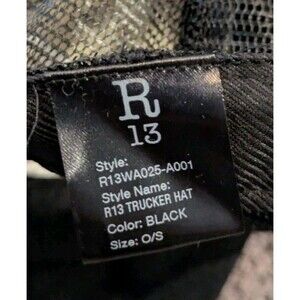 R
13
Style:
R13WA025-A001
Style Name:
R13 TRUCKER HAT
Color: BLACK
Size: O/S